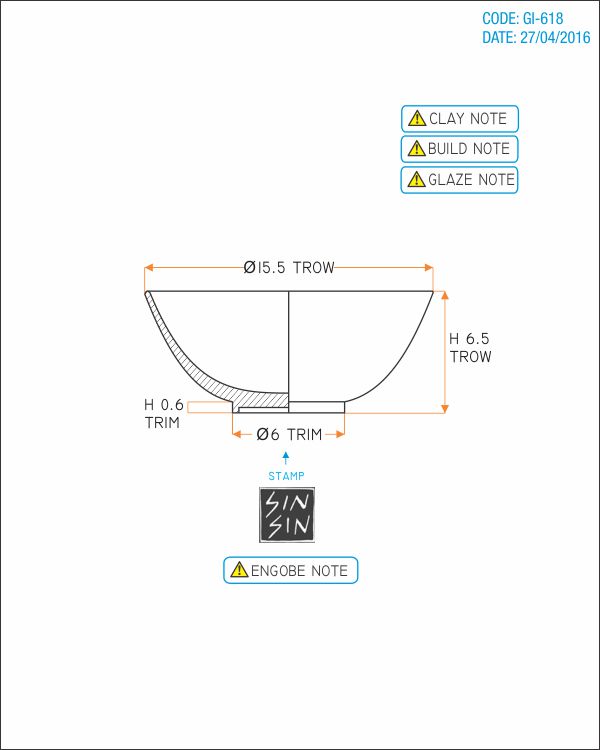 CODE: GI-618
DATE: 27/04/2016
CLAY NOTE
BUILD NOTE
GLAZE NOTE
Ø15.5 TROW
H 6.5
TROW
H 0.6
TRIM
Ø6 TRIM
STAMP
SIN
SIN
ENGOBE NOTE